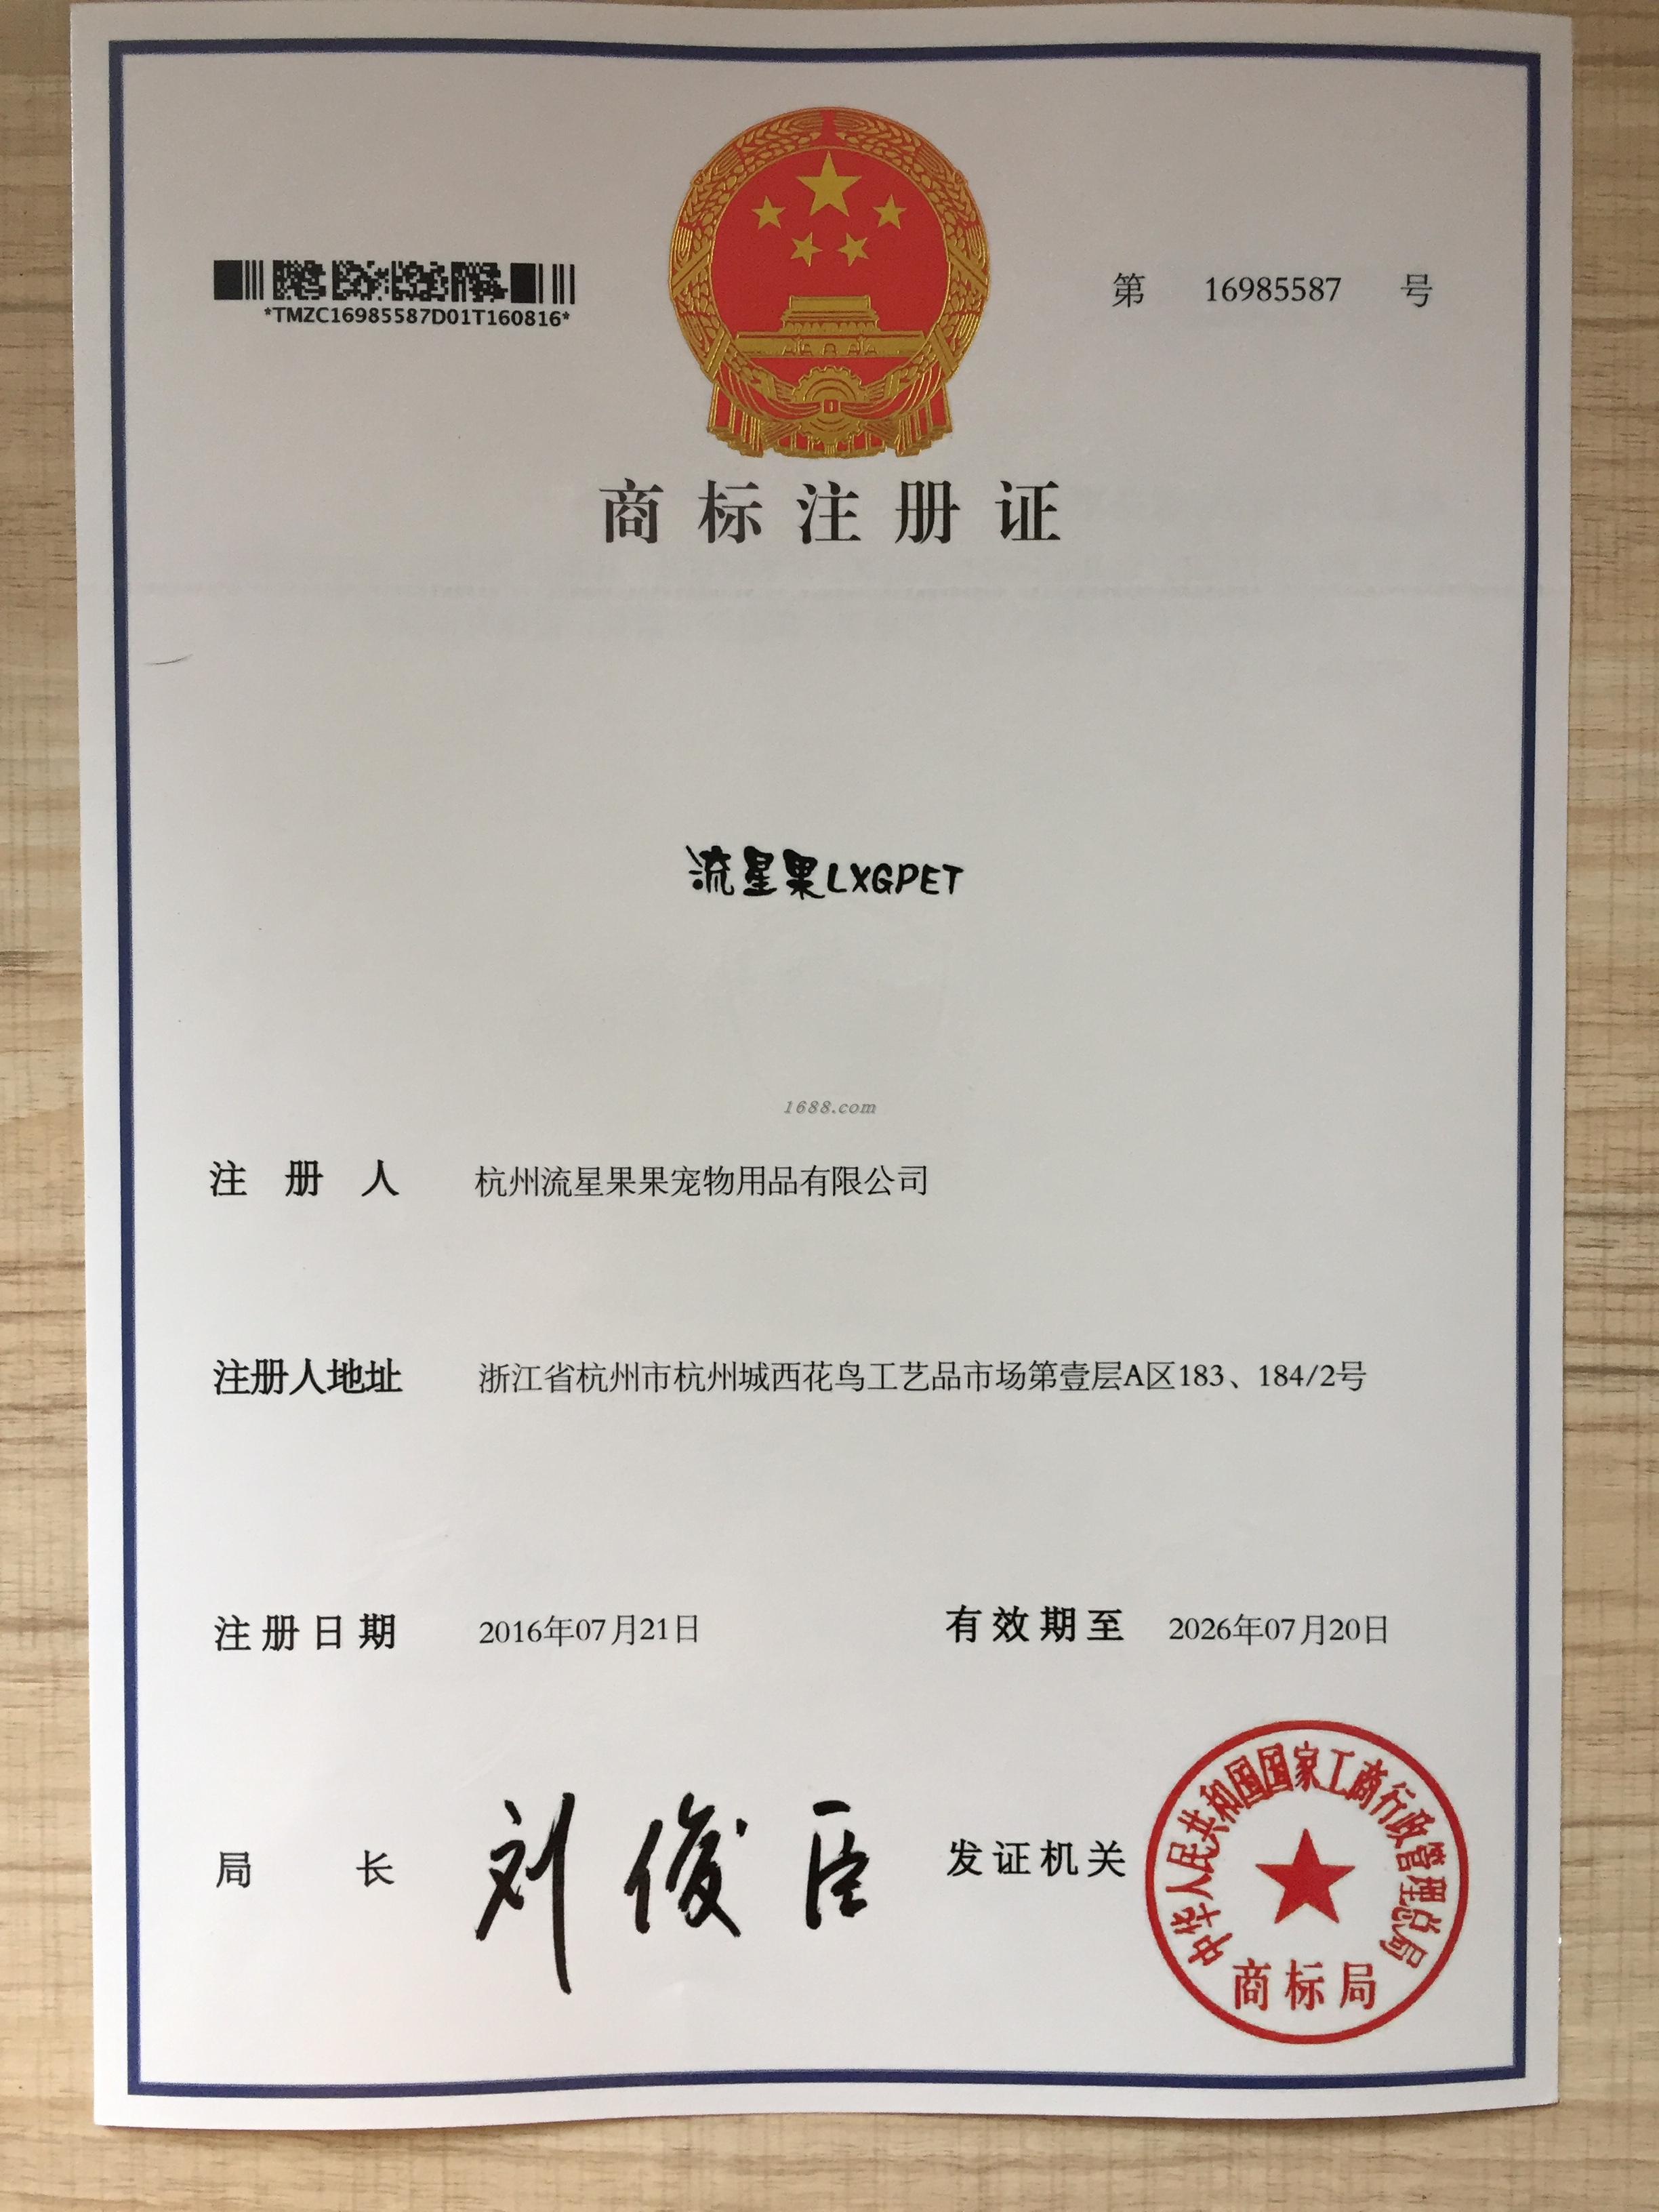 *TMZC16985587D01T160816*
第 16985587 号
商标注册证
流星果LXGPET
1688.com
注册人 杭州流星果果宠物用品有限公司
注册人地址 浙江省杭州市杭州城西花鸟工艺品市场第壹层A区183、184/2号
注册日期 2016年07月21日 有效期至 2026年07月20日
局长 刘俊臣 发证机关
中华人民共和国国家工商行政管理总局
商标局